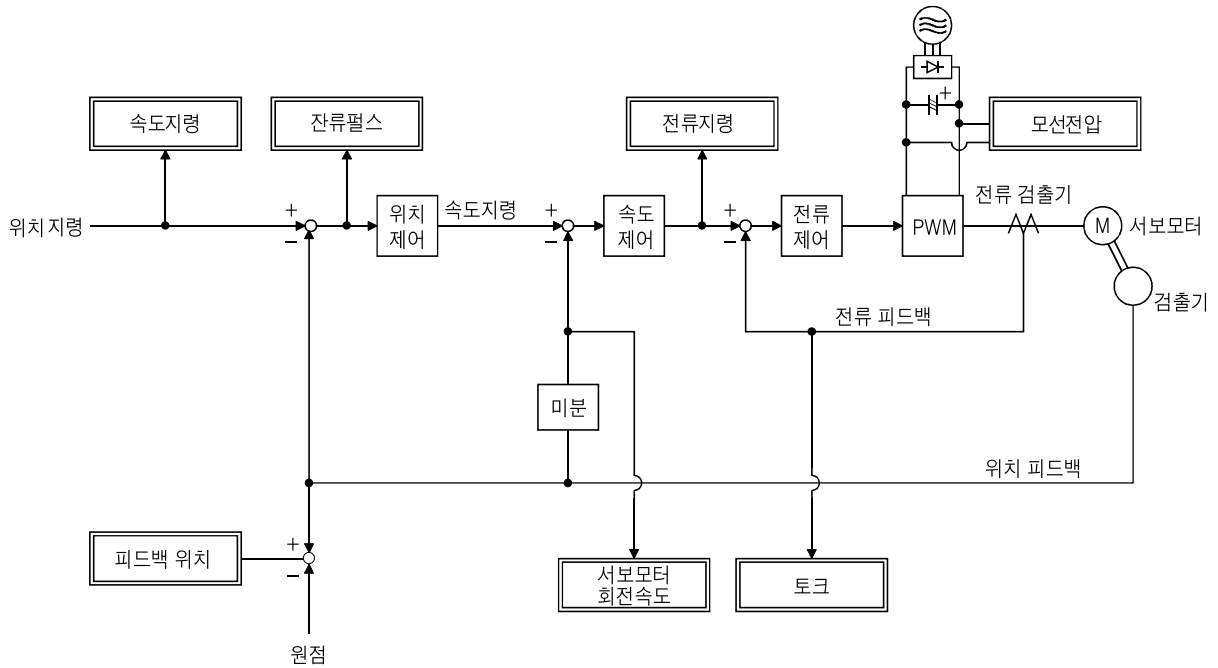 속도지령
잔류펄스
전류지령
모선전압
위치 지령
+
−
위치
제어
속도지령
+
−
속도
제어
+
−
전류
제어
PWM
+
전류 검출기
M
서보모터
검출기
전류 피드백
미분
위치 피드백
피드백 위치
+
−
원점
서보모터
회전속도
토크